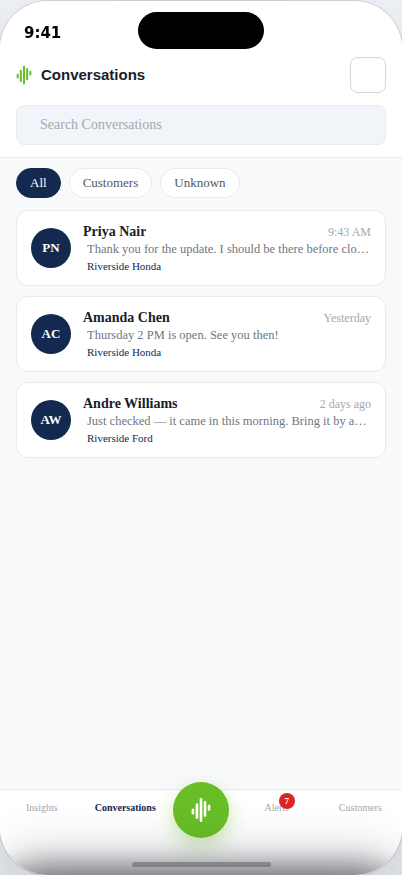 9:41
Conversations
Search Conversations
All Customers Unknown
Priya Nair 9:43 AM
PN
Thank you for the update. I should be there before clo…
Riverside Honda
Amanda Chen Yesterday
AC
Thursday 2 PM is open. See you then!
Riverside Honda
Andre Williams 2 days ago
AW
Just checked — it came in this morning. Bring it by a…
Riverside Ford
Insights Conversations Alerts 7 Customers